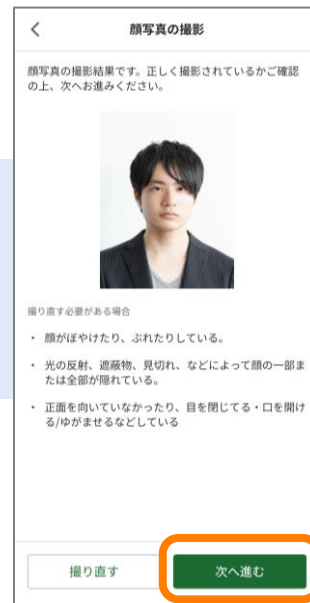 顔写真の撮影
顔写真の撮影結果です。正しく撮影されているかご確認
の上、次へお進みください。
撮り直す必要がある場合
・ 顔がぼやけたり、ぶれたりしている。
・ 光の反射、遮蔽物、見切れ、などによって顔の一部ま
たは全部が隠れている。
・ 正面を向いていなかったり、目を閉じてる・口を開け
る/ゆがませるなどしている
撮り直す
次へ進む